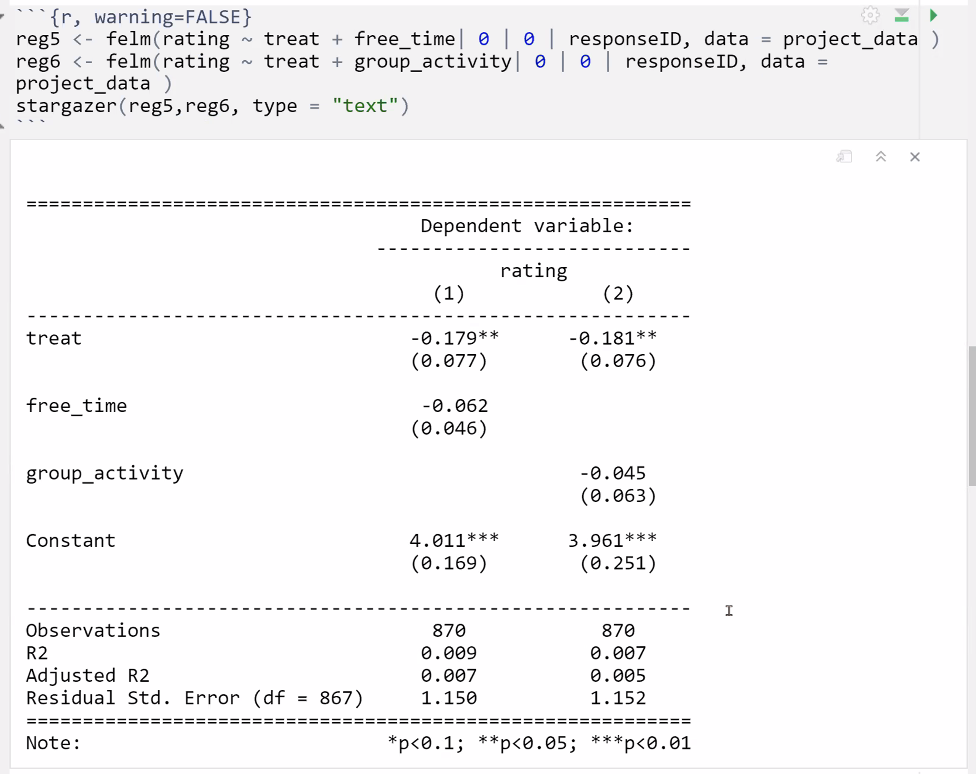 ```{r, warning=FALSE}
reg5 <- felm(rating ~ treat + free_time| 0 | 0 | responseID, data = project_data )
reg6 <- felm(rating ~ treat + group_activity| 0 | 0 | responseID, data =
project_data )
stargazer(reg5,reg6, type = "text")
```
===========================================================
Dependent variable:
----------------------------
rating
(1) (2)
-----------------------------------------------------------
treat -0.179** -0.181**
(0.077) (0.076)
free_time -0.062
(0.046)
group_activity -0.045
(0.063)
Constant 4.011*** 3.961***
(0.169) (0.251)
-----------------------------------------------------------
Observations 870 870
R2 0.009 0.007
Adjusted R2 0.007 0.005
Residual Std. Error (df = 867) 1.150 1.152
===========================================================
Note: *p<0.1; **p<0.05; ***p<0.01